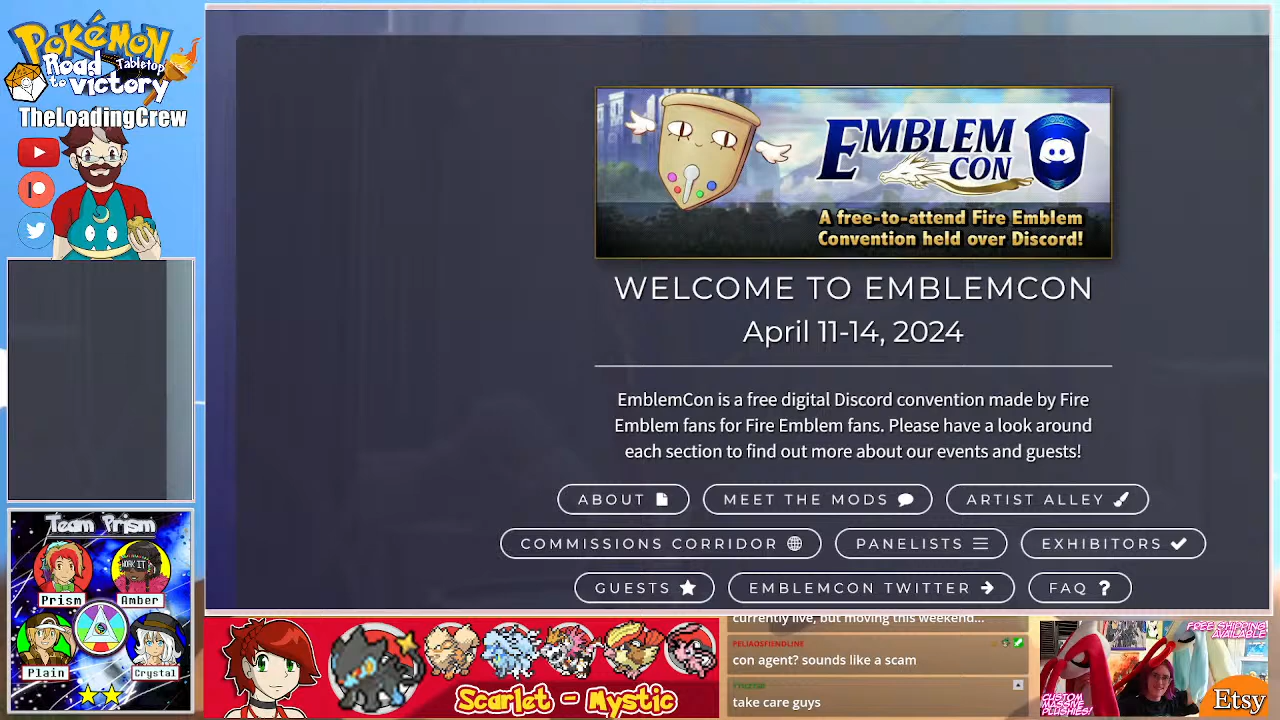 POKéMON
Tabletop
Road
to victory
TheLoadingCrew
EMBLEM
CON
A free-to-attend Fire Emblem
Convention held over Discord!
WELCOME TO EMBLEMCON
April 11-14, 2024
EmblemCon is a free digital Discord convention made by Fire
Emblem fans for Fire Emblem fans. Please have a look around
each section to find out more about our events and guests!
ABOUT
MEET THE MODS
ARTIST ALLEY
COMMISSIONS CORRIDOR
PANELISTS
EXHIBITORS
GUESTS
EMBLEMCON TWITTER
FAQ ?
Team Prism
WORK IT
Prism
Amber
Plain
Crystal
Scarlet - Mystic
currently live, but moving this weekend...
PELIAOSFIENDLINE
con agent? sounds like a scam
take care guys
FREE SHIPPING
AVAILABLE
CUSTOM
MASSIVE
PLUSHIES!
Etsy